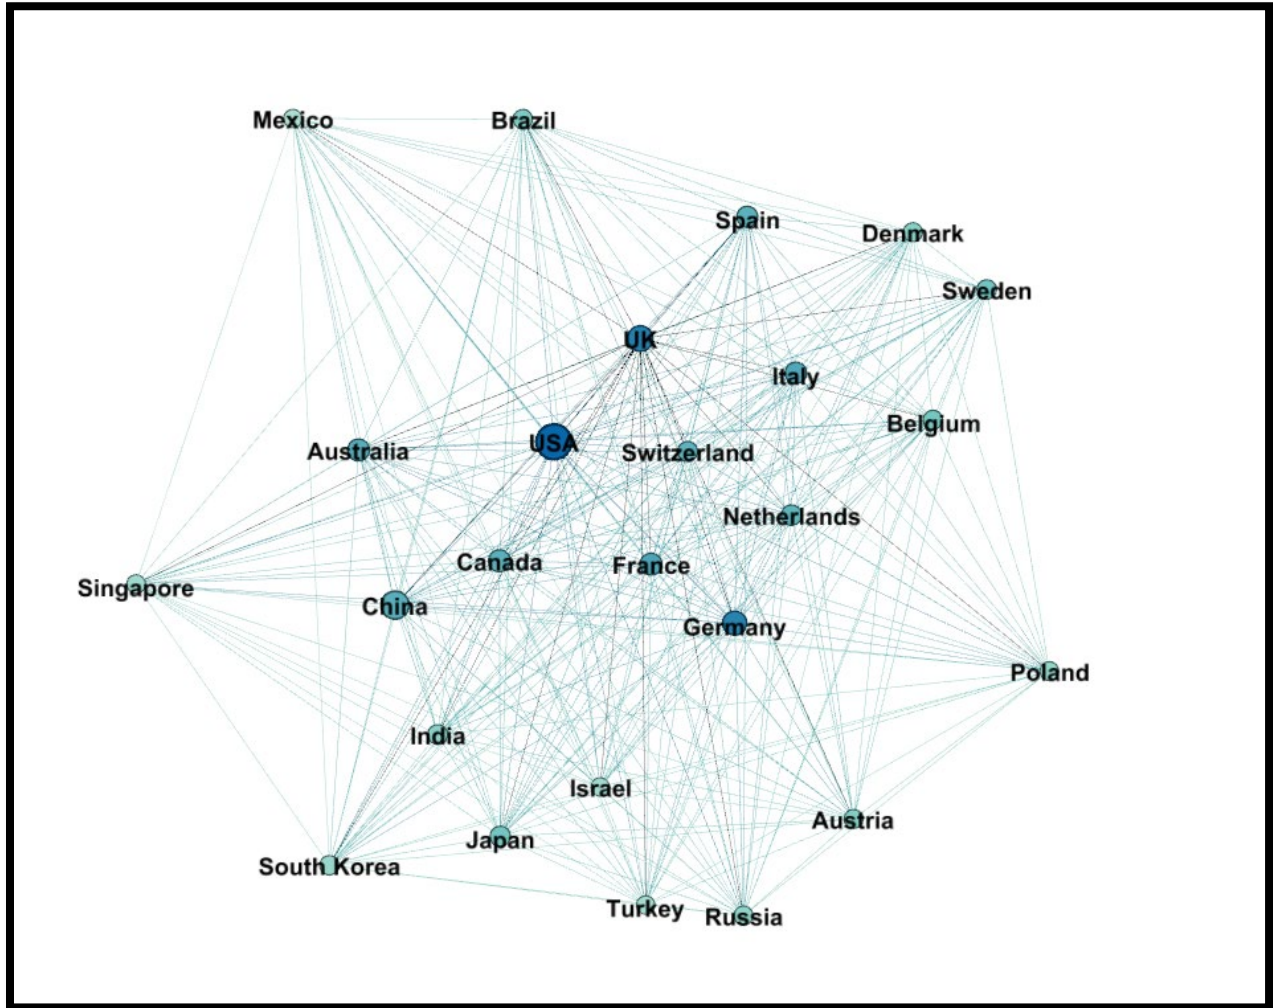 Mexico
Brazil
Spain
Denmark
Sweden
UK
Italy
Belgium
Australia
USA
Switzerland
Netherlands
Canada
France
Singapore
China
Germany
Poland
India
Israel
Austria
Japan
South Korea
Turkey
Russia